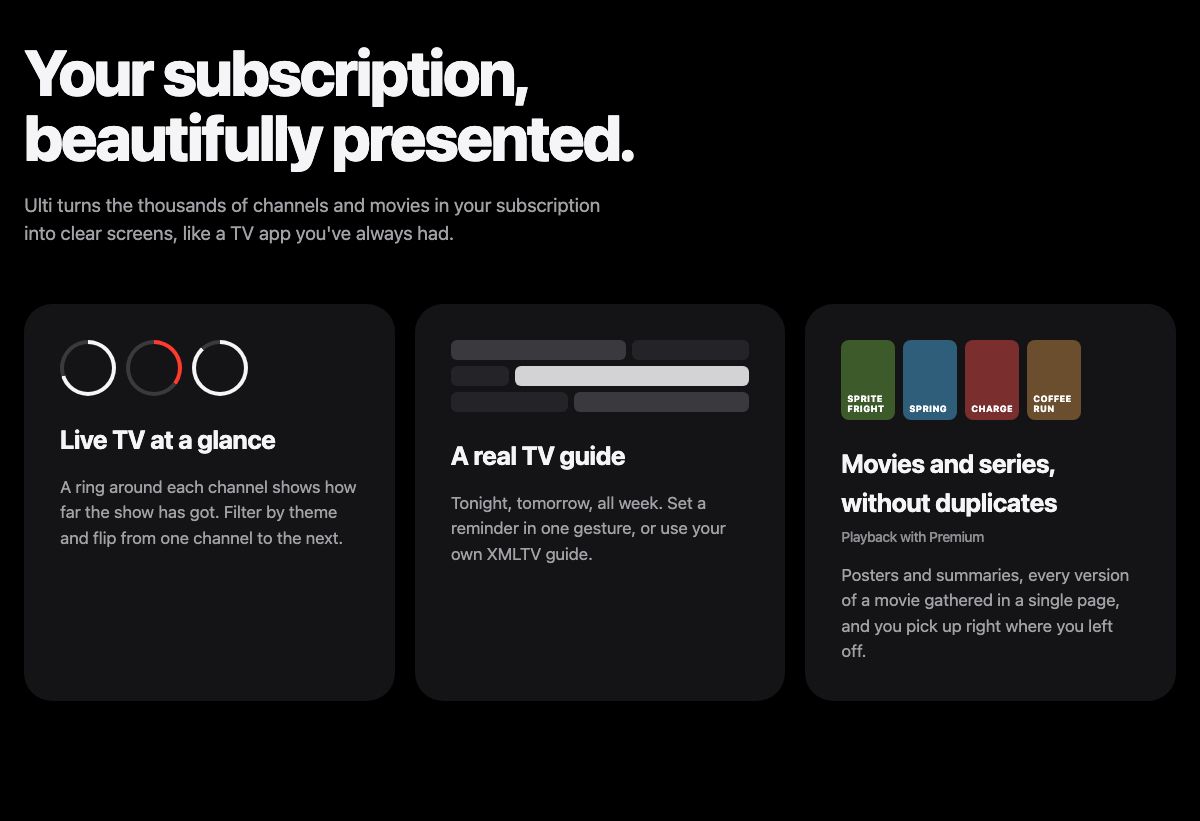 Your subscription,
beautifully presented.
Ulti turns the thousands of channels and movies in your subscription
into clear screens, like a TV app you've always had.
Live TV at a glance
A ring around each channel shows how
far the show has got. Filter by theme
and flip from one channel to the next.
A real TV guide
Tonight, tomorrow, all week. Set a
reminder in one gesture, or use your
own XMLTV guide.
SPRITE
FRIGHT
SPRING
CHARGE
COFFEE
RUN
Movies and series,
without duplicates
Playback with Premium
Posters and summaries, every version
of a movie gathered in a single page,
and you pick up right where you left
off.